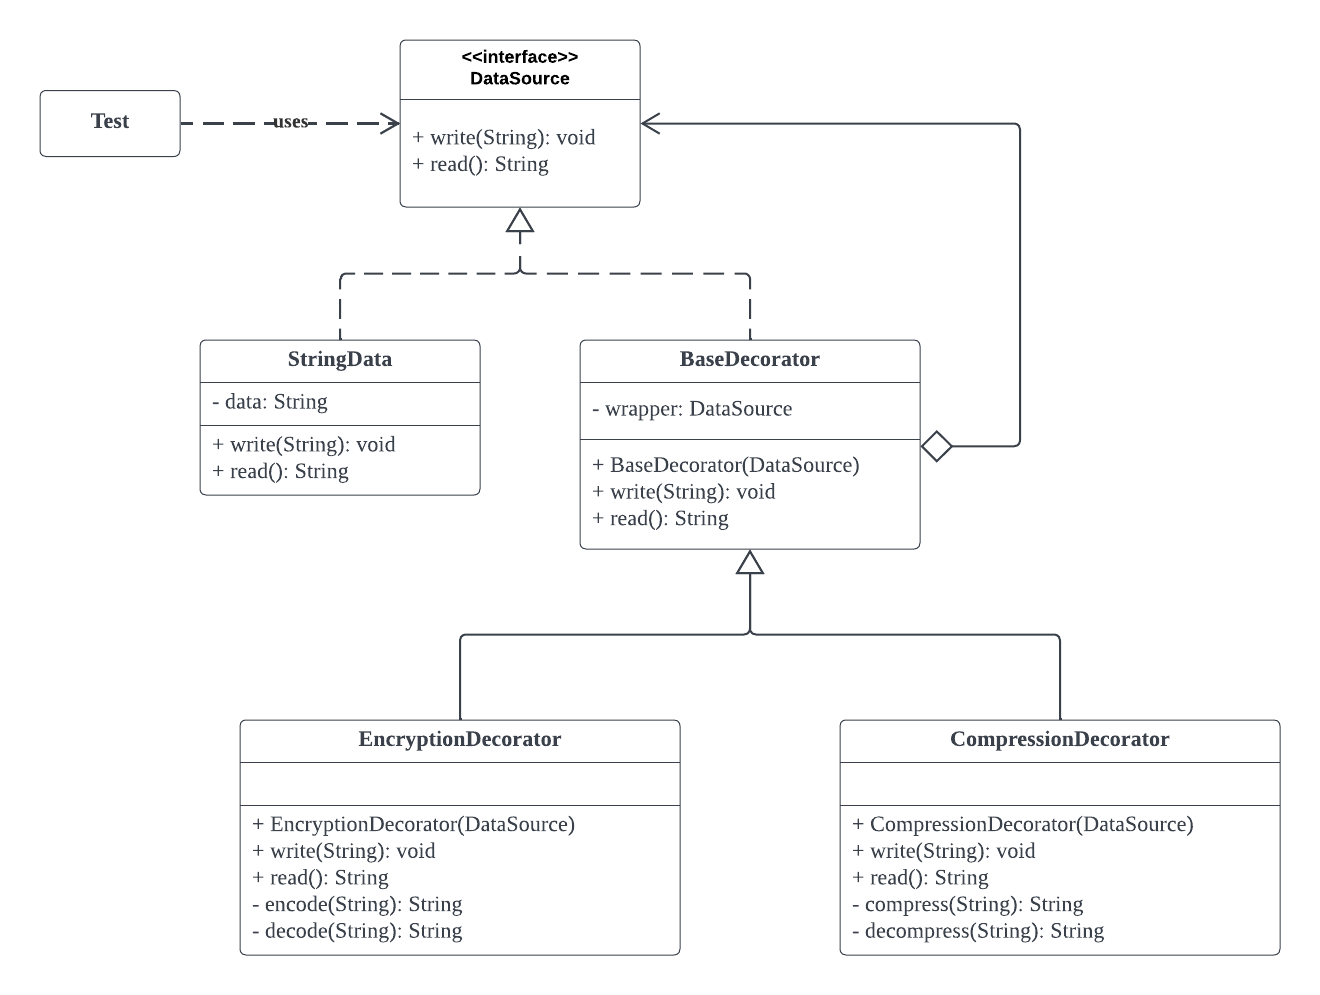 <<interface>>
DataSource
Test
uses
+ write(String): void
+ read(): String
StringData
- data: String
+ write(String): void
+ read(): String
BaseDecorator
- wrapper: DataSource
+ BaseDecorator(DataSource)
+ write(String): void
+ read(): String
EncryptionDecorator
+ EncryptionDecorator(DataSource)
+ write(String): void
+ read(): String
- encode(String): String
- decode(String): String
CompressionDecorator
+ CompressionDecorator(DataSource)
+ write(String): void
+ read(): String
- compress(String): String
- decompress(String): String